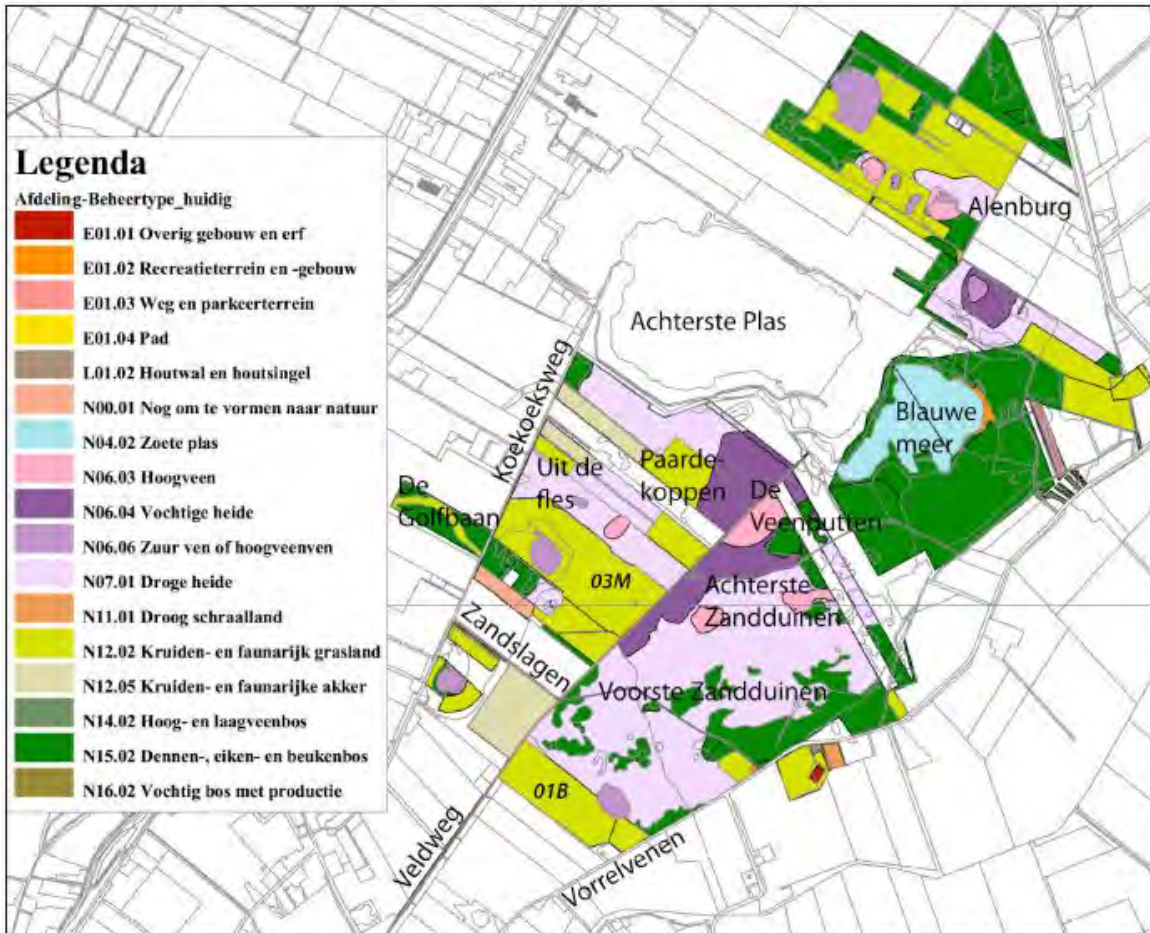 Legenda
Afdeling-Beheertype_huidig
E01.01 Overig gebouw en erf
E01.02 Recreatieterrein en -gebouw
E01.03 Weg en parkeerterrein
E01.04 Pad
L01.02 Houtwal en houtsingel
N00.01 Nog om te vormen naar natuur
N04.02 Zoete plas
N06.03 Hoogveen
N06.04 Vochtige heide
N06.06 Zuur ven of hoogveenven
N07.01 Droge heide
N11.01 Droog schraalland
N12.02 Kruiden- en faunarijk grasland
N12.05 Kruiden- en faunarijke akker
N14.02 Hoog- en laagveenbos
N15.02 Dennen-, eiken- en beukenbos
N16.02 Vochtig bos met productie
Alenburg
Achterste Plas
Koekoeksweg
Blauwe
meer
Uit de
fles
Paarde-
koppen
De
Golfbaan
De
Veenputten
03M
Achterste
Zandduinen
Zandslagen
Voorste Zandduinen
01B
Veldweg
Vorrelvenen